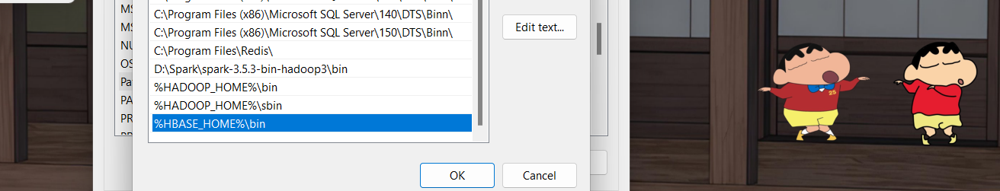 MS
C:\Program Files (x86)\Microsoft SQL Server\140\DTS\Binn\
MS
C:\Program Files (x86)\Microsoft SQL Server\150\DTS\Binn\
Edit text...
NU
C:\Program Files\Redis\
OS
D:\Spark\spark-3.5.3-bin-hadoop3\bin
Pa
%HADOOP_HOME%\bin
PA
%HADOOP_HOME%\sbin
PR
%HBASE_HOME%\bin
25
OK
Cancel